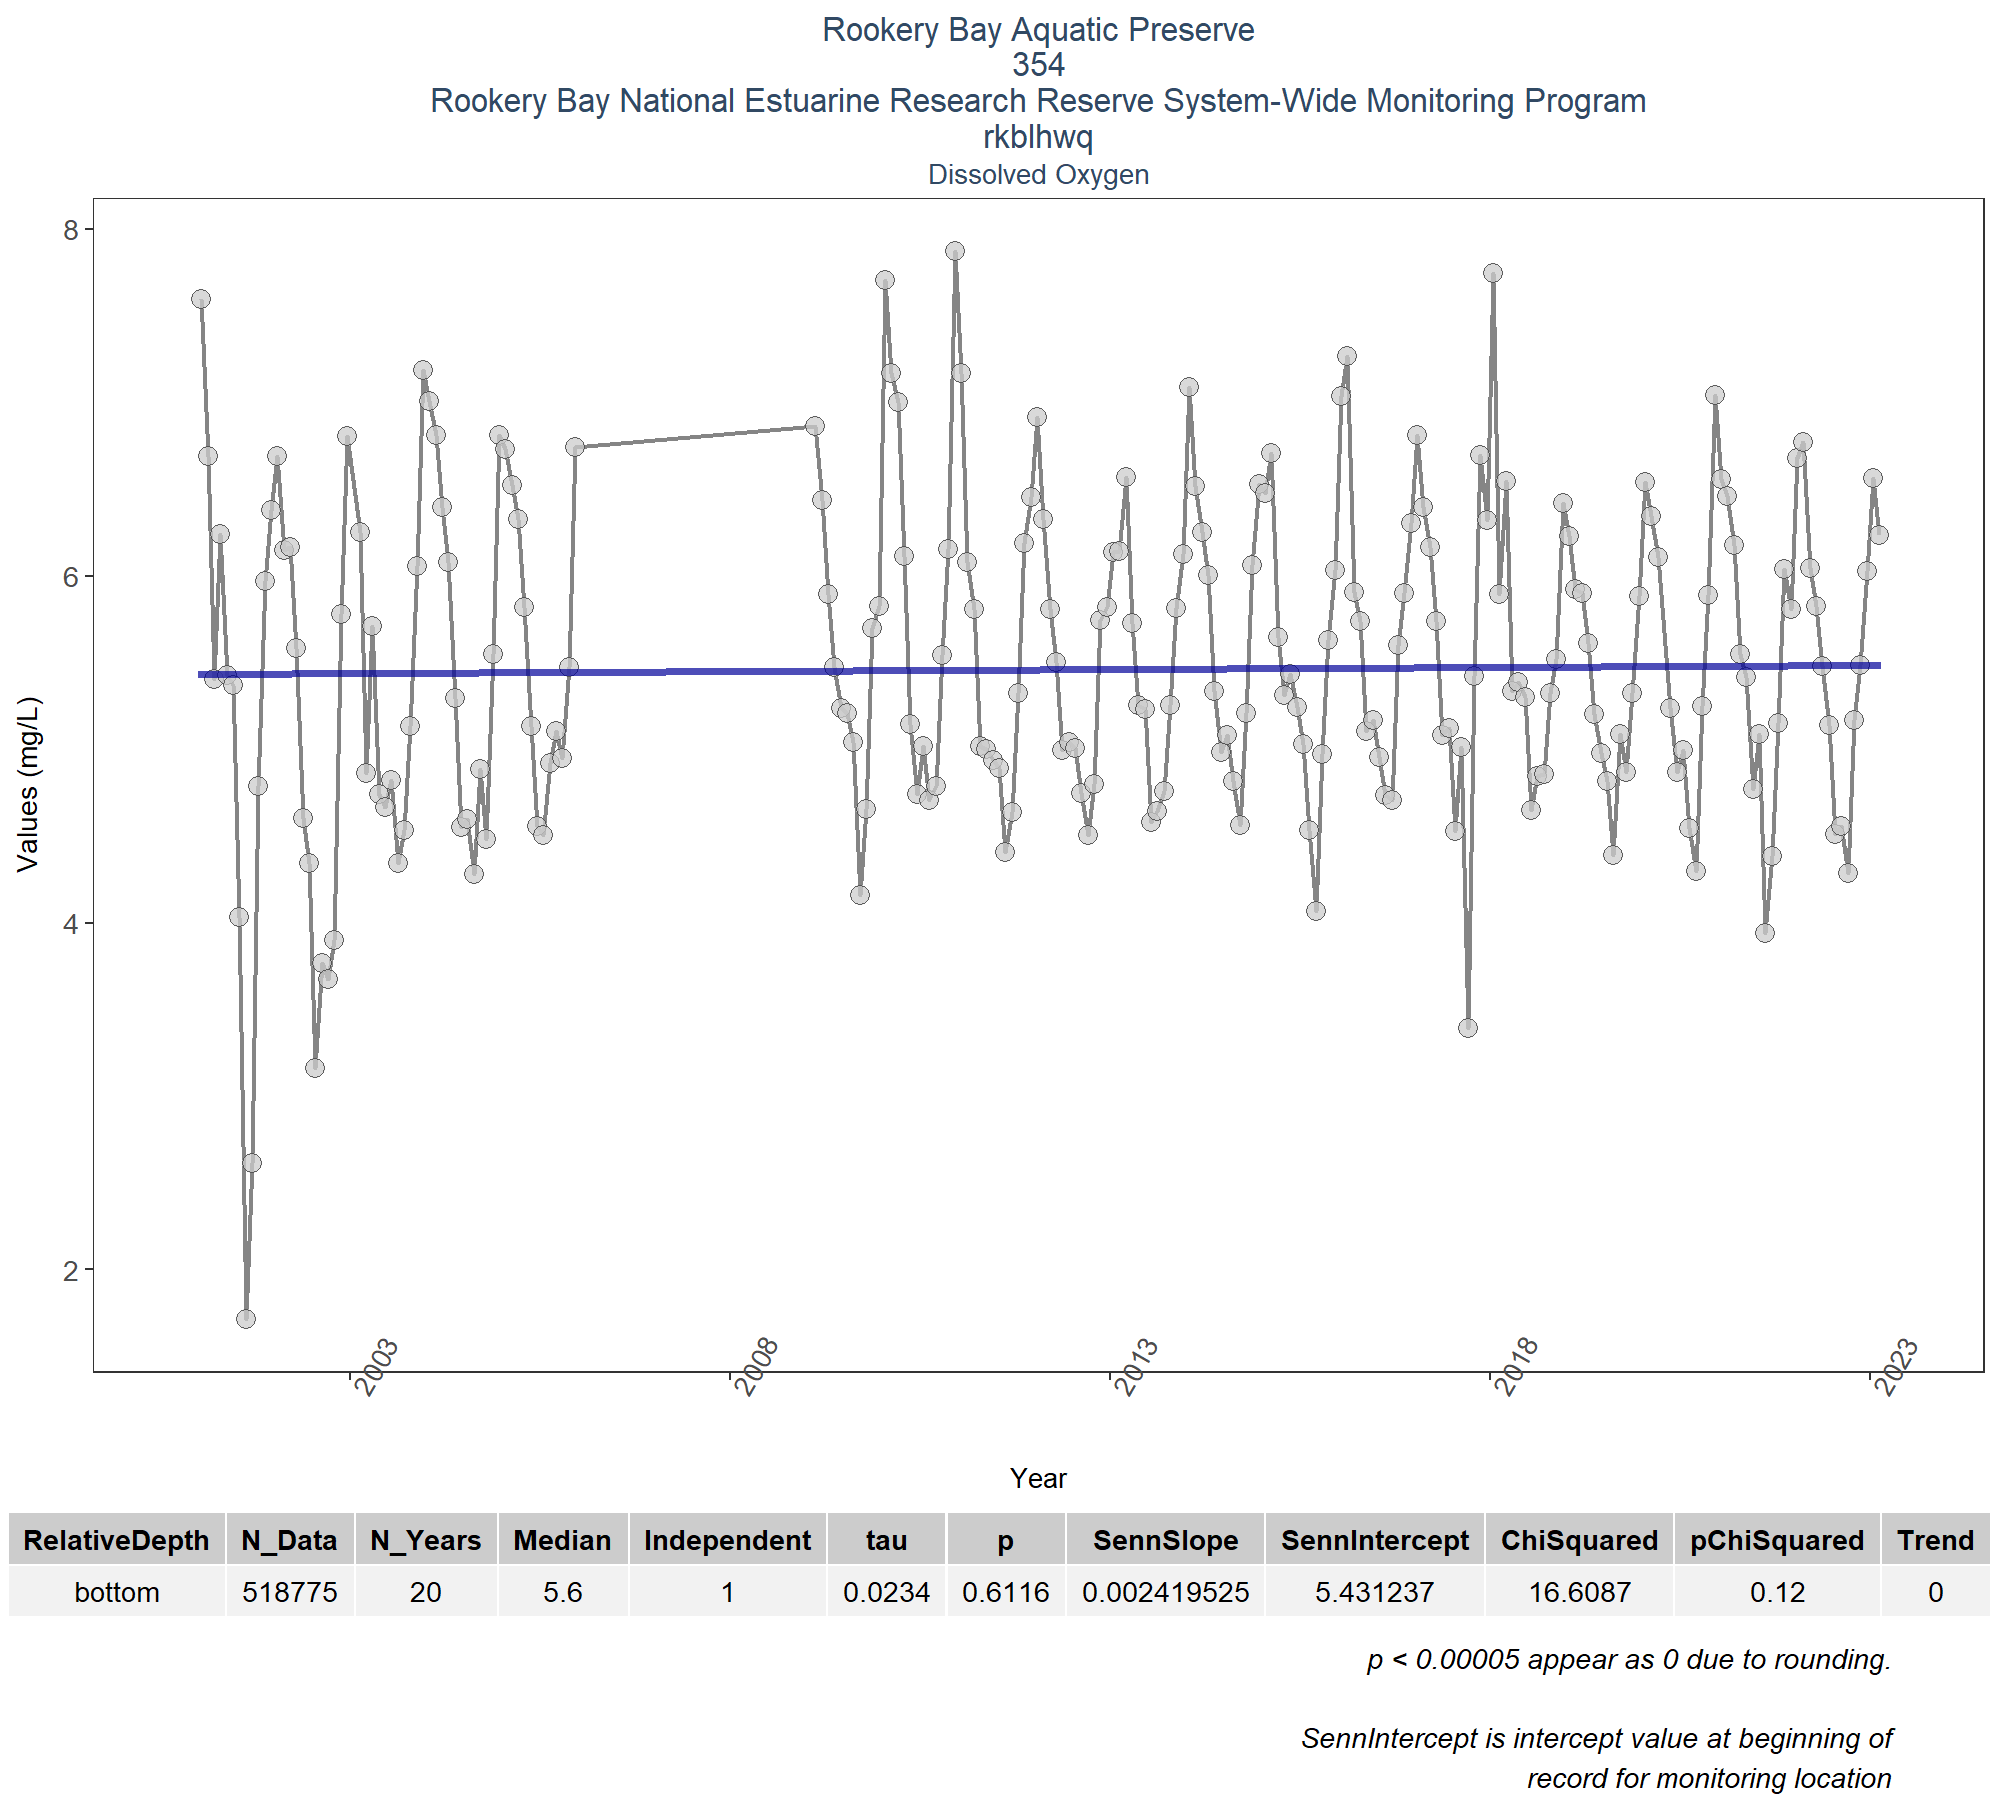 Rookery Bay Aquatic Preserve
354
Rookery Bay National Estuarine Research Reserve System-Wide Monitoring Program
rkblhwq
Dissolved Oxygen
8
6
4
2
Values (mg/L)
2003 2008 2013 2018 2023
Year
RelativeDepth N_Data N_Years Median Independent tau p SennSlope SennIntercept ChiSquared pChiSquared Trend
bottom 518775 20 5.6 1 0.0234 0.6116 0.002419525 5.431237 16.6087 0.12 0
p < 0.00005 appear as 0 due to rounding.
SennIntercept is intercept value at beginning of
record for monitoring location